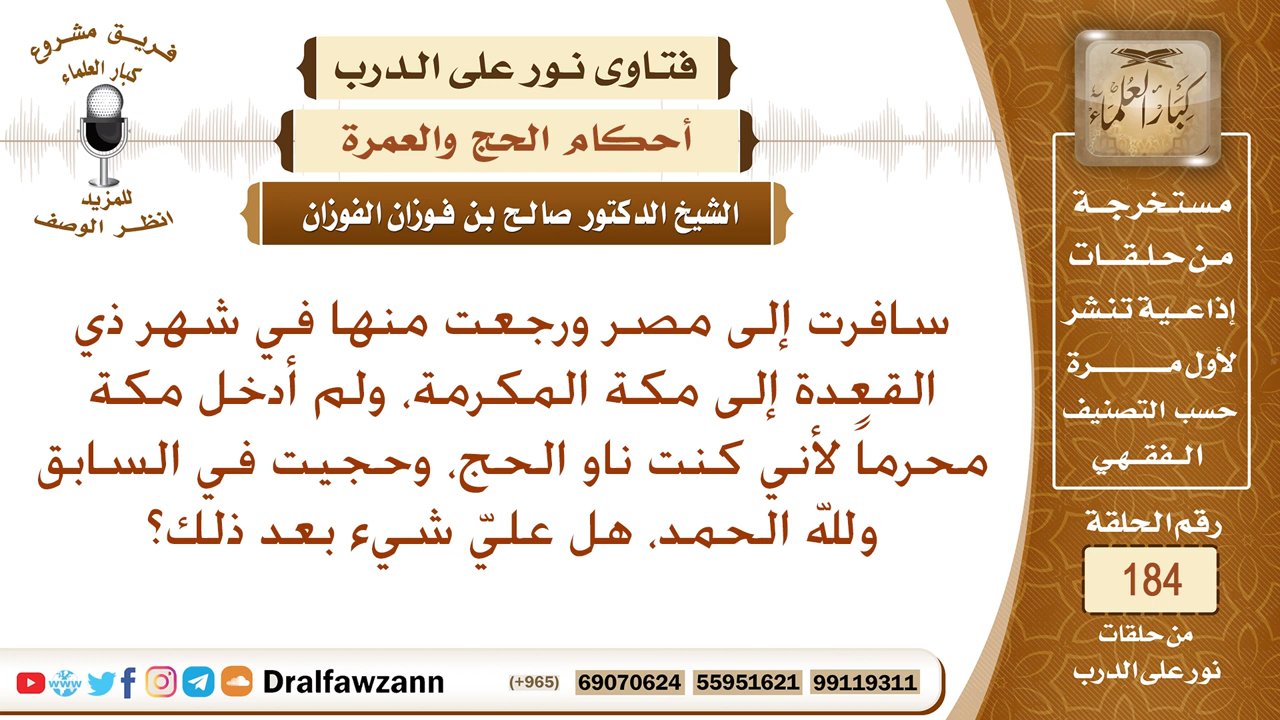 فريق مشروع
كبار العلماء
للمزيد
انظر الوصف
فتاوى نور على الدرب
أحكام الحج والعمرة
الشيخ الدكتور صالح بن فوزان الفوزان
سافرت إلى مصر ورجعت منها في شهر ذي
القعدة إلى مكة المكرمة، ولم أدخل مكة
محرماً لأني كنت ناوٍ الحج، وحجيت في السابق
ولله الحمد، هل عليّ شيء بعد ذلك؟
كبار العلماء
مستخرجة
من حلقات
إذاعية تنشر
لأول مرة
حسب التصنيف
الفقهي
رقم الحلقة
184
من حلقات
نور على الدرب
www
Dralfawzann
(+965) 69070624 55951621 99119311